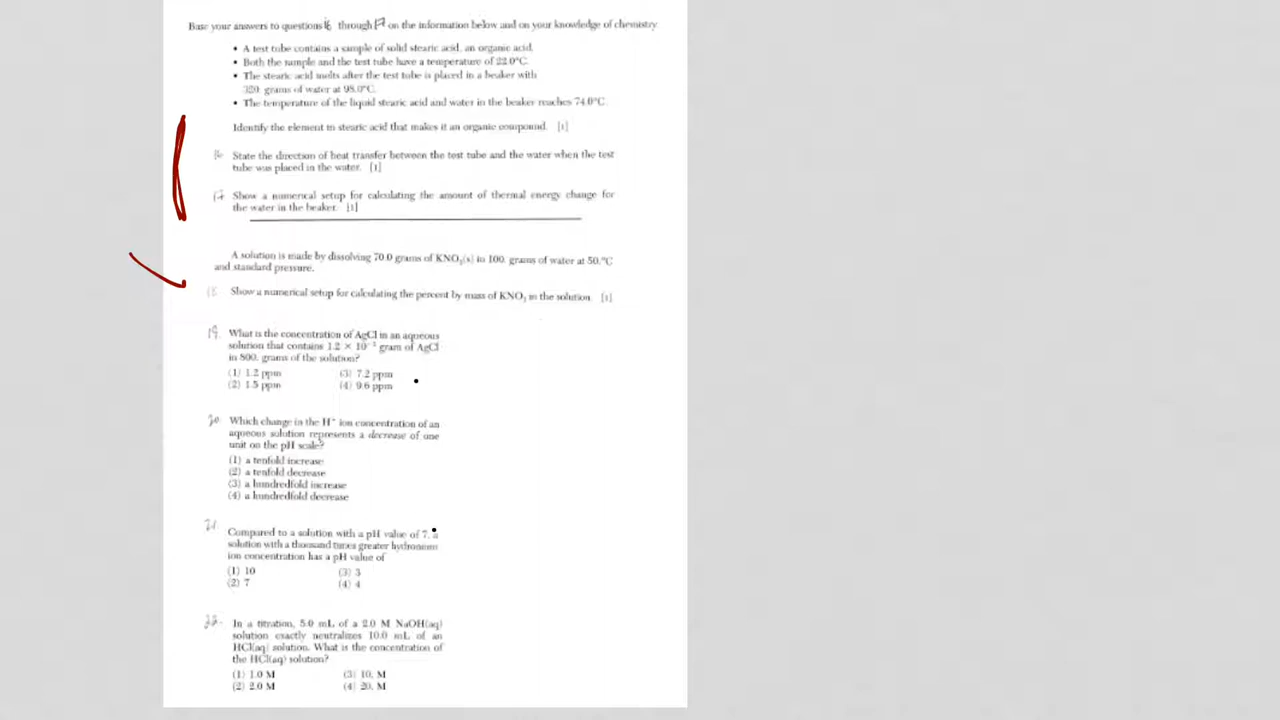 Base your answers to questions 16 through 17 on the information below and on your knowledge of chemistry
• A test tube contains a sample of solid stearic acid, an organic acid.
• Both the sample and the test tube have a temperature of 22.0°C.
• The stearic acid melts after the test tube is placed in a beaker with
320. grams of water at 98.0°C.
• The temperature of the liquid stearic acid and water in the beaker reaches 74.0°C.
Identify the element in stearic acid that makes it an organic compound. [1]
16 State the direction of heat transfer between the test tube and the water when the test
tube was placed in the water. [1]
17 Show a numerical setup for calculating the amount of thermal energy change for
the water in the beaker. [1]
A solution is made by dissolving 70.0 grams of KNO₃(s) in 100. grams of water at 50.°C
and standard pressure.
18 Show a numerical setup for calculating the percent by mass of KNO₃ in the solution. [1]
19. What is the concentration of AgCl in an aqueous
solution that contains 1.2 × 10⁻³ gram of AgCl
in 800. grams of the solution?
(1) 1.2 ppm (3) 7.2 ppm
(2) 1.5 ppm (4) 9.6 ppm
20 Which change in the H⁺ ion concentration of an
aqueous solution represents a decrease of one
unit on the pH scale?
(1) a tenfold increase
(2) a tenfold decrease
(3) a hundredfold increase
(4) a hundredfold decrease
21 Compared to a solution with a pH value of 7, a
solution with a thousand times greater hydronium
ion concentration has a pH value of
(1) 10 (3) 3
(2) 7 (4) 4
22. In a titration, 5.0 mL of a 2.0 M NaOH(aq)
solution exactly neutralizes 10.0 mL of an
HCl(aq) solution. What is the concentration of
the HCl(aq) solution?
(1) 1.0 M (3) 10. M
(2) 2.0 M (4) 20. M